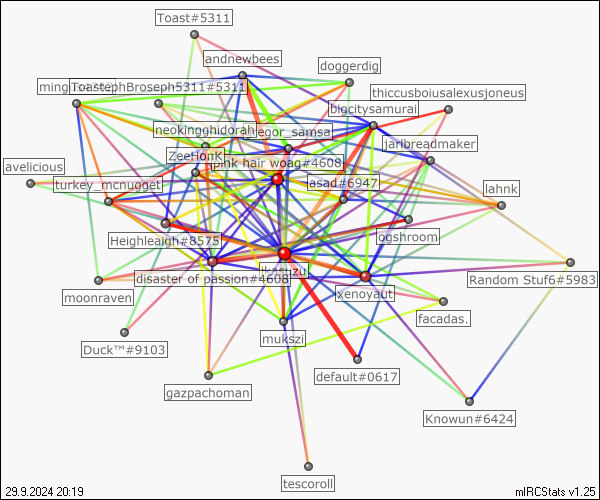 Toast#5311
andnewbees
doggerdig
ToastephBroseph5311#5311
thiccusboiusalexusjoneus
bigcitysamurai
neokingghidorah
gregor_samsa
jarlbreadmaker
ZeeHonK
(pink hair woag#4608
avelicious
turkey_mcnugget
asad#6947
lahnk
logshroom
Heighleaigh#8575
disaster of passion#4608
ikasuzu
xenoyaut
Random Stuf6#5983
moonraven
facadas.
mukszi
Duck™#9103
default#0617
gazpachoman
Knowun#6424
tescoroll
29.9.2024 20:19
mIRCStats v1.25